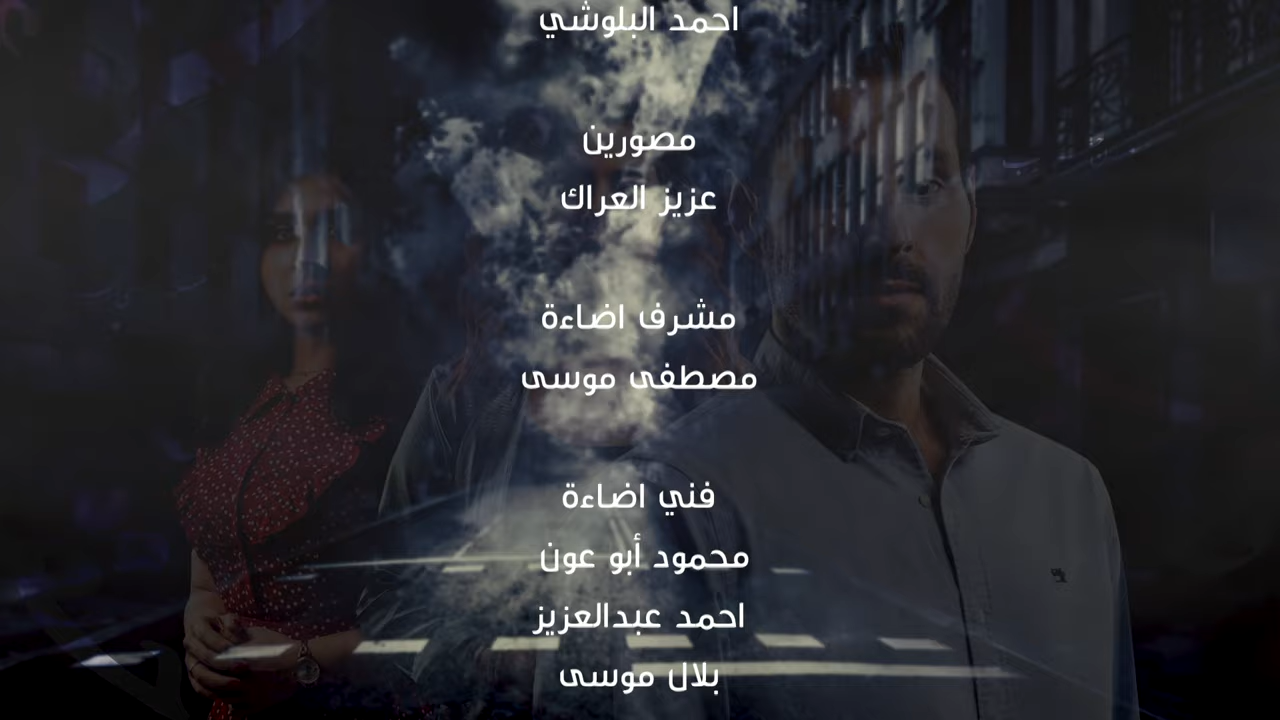 احمد البلوشي
مصورين
عزيز العراك
مشرف اضاءة
مصطفى موسى
فني اضاءة
محمود أبو عون
احمد عبدالعزيز
بلال موسى